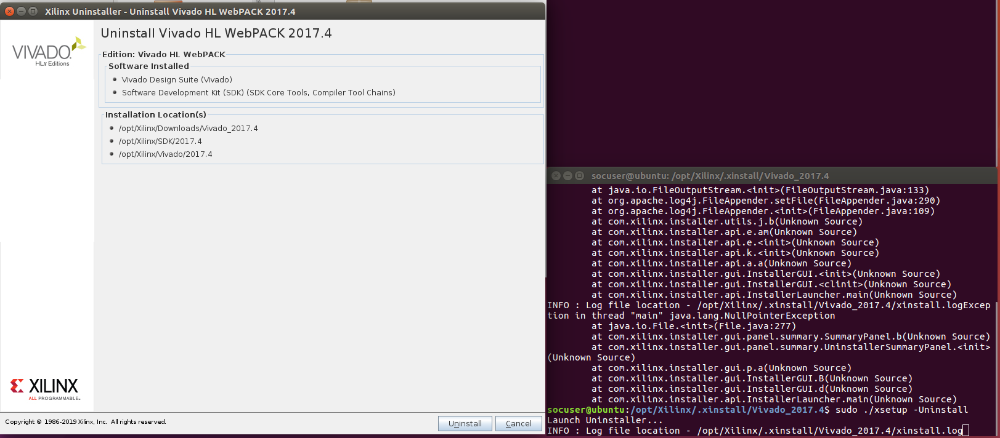 Xilinx Uninstaller - Uninstall Vivado HL WebPACK 2017.4
VIVADO.
HLx Editions
Uninstall Vivado HL WebPACK 2017.4
Edition: Vivado HL WebPACK
Software Installed
Vivado Design Suite (Vivado)
Software Development Kit (SDK) (SDK Core Tools, Compiler Tool Chains)
Installation Location(s)
/opt/Xilinx/Downloads/Vivado_2017.4
/opt/Xilinx/SDK/2017.4
/opt/Xilinx/Vivado/2017.4
XILINX
ALL PROGRAMMABLE.
Copyright © 1986-2019 Xilinx, Inc. All rights reserved.
Uninstall
Cancel
socuser@ubuntu: /opt/Xilinx/.xinstall/Vivado_2017.4
at java.io.FileOutputStream.<init>(FileOutputStream.java:133)
at org.apache.log4j.FileAppender.setFile(FileAppender.java:290)
at org.apache.log4j.FileAppender.<init>(FileAppender.java:109)
at com.xilinx.installer.utils.j.b(Unknown Source)
at com.xilinx.installer.api.e.am(Unknown Source)
at com.xilinx.installer.api.e.<init>(Unknown Source)
at com.xilinx.installer.api.k.<init>(Unknown Source)
at com.xilinx.installer.api.a.a(Unknown Source)
at com.xilinx.installer.gui.InstallerGUI.<init>(Unknown Source)
at com.xilinx.installer.gui.InstallerGUI.<clinit>(Unknown Source)
at com.xilinx.installer.api.InstallerLauncher.main(Unknown Source)
INFO : Log file location - /opt/Xilinx/.xinstall/Vivado_2017.4/xinstall.logExcep
tion in thread "main" java.lang.NullPointerException
at java.io.File.<init>(File.java:277)
at com.xilinx.installer.gui.panel.summary.SummaryPanel.b(Unknown Source)
at com.xilinx.installer.gui.panel.summary.UninstallerSummaryPanel.<init>
(Unknown Source)
at com.xilinx.installer.gui.p.a(Unknown Source)
at com.xilinx.installer.gui.InstallerGUI.B(Unknown Source)
at com.xilinx.installer.gui.InstallerGUI.d(Unknown Source)
at com.xilinx.installer.api.InstallerLauncher.main(Unknown Source)
socuser@ubuntu:/opt/Xilinx/.xinstall/Vivado_2017.4$ sudo ./xsetup -Uninstall
Launch Uninstaller...
INFO : Log file location - /opt/Xilinx/.xinstall/Vivado_2017.4/xinstall.log